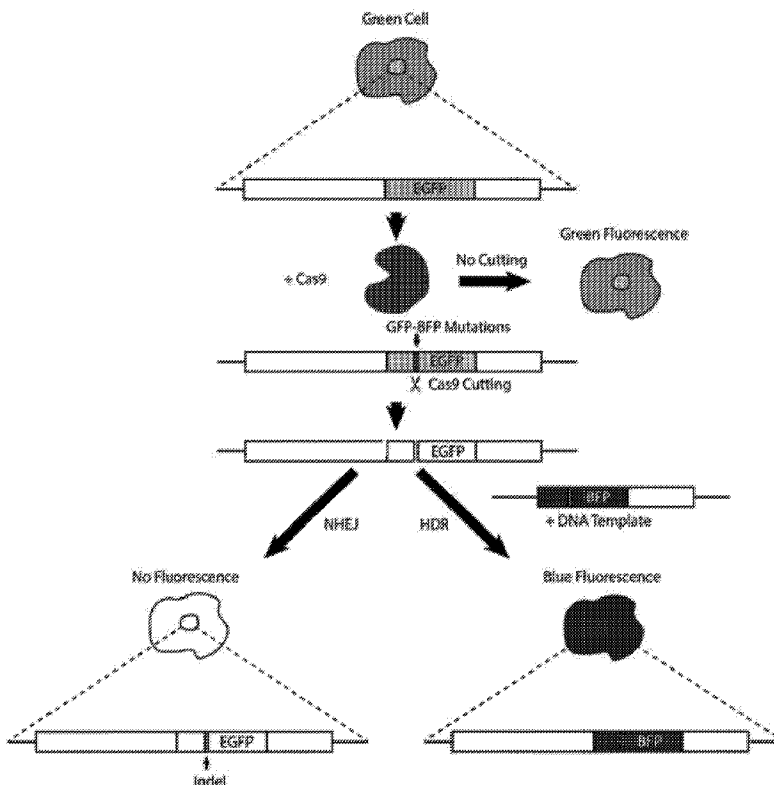 Green Cell
EGFP
Green Fluorescence
+ Cas9
No Cutting
GFP-BFP Mutations
EGFP
X Cas9 Cutting
EGFP
BFP
+ DNA Template
NHEJ
HDR
No Fluorescence
Blue Fluorescence
EGFP
BFP
Indel